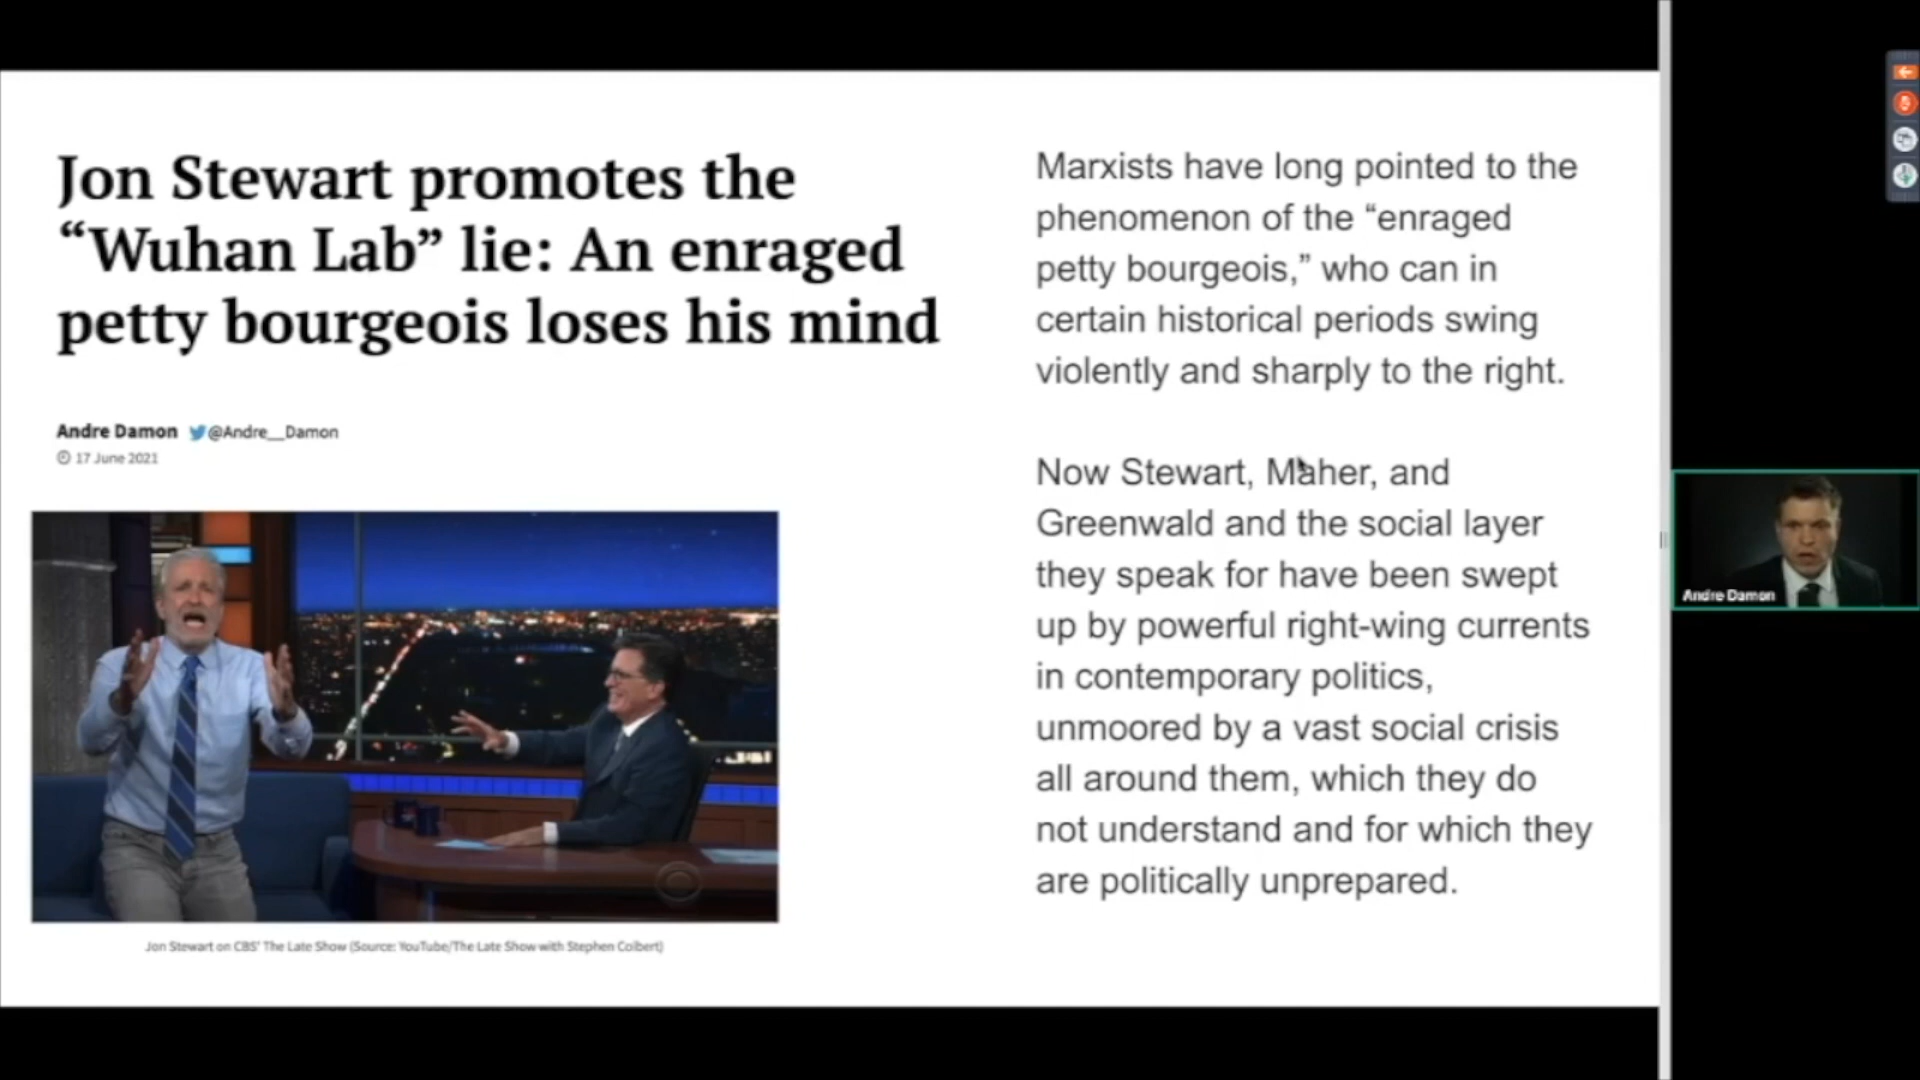 Jon Stewart promotes the
“Wuhan Lab” lie: An enraged
petty bourgeois loses his mind
Andre Damon @Andre__Damon
17 June 2021
Jon Stewart on CBS' The Late Show (Source: YouTube/The Late Show with Stephen Colbert)
Marxists have long pointed to the
phenomenon of the “enraged
petty bourgeois,” who can in
certain historical periods swing
violently and sharply to the right.
Now Stewart, Maher, and
Greenwald and the social layer
they speak for have been swept
up by powerful right-wing currents
in contemporary politics,
unmoored by a vast social crisis
all around them, which they do
not understand and for which they
are politically unprepared.
Andre Damon